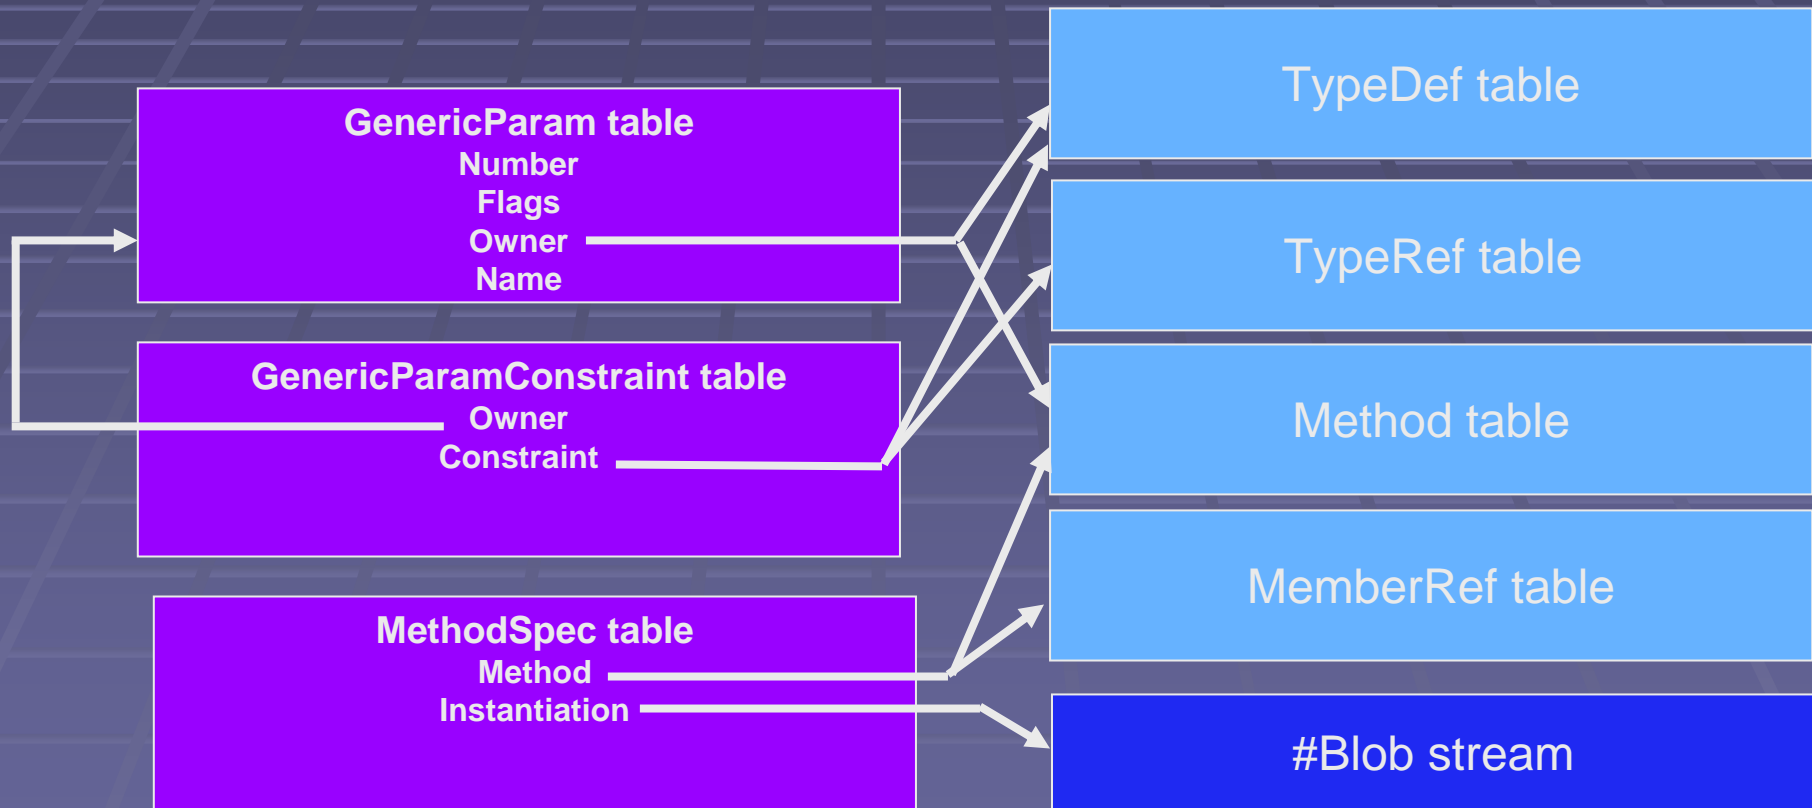 GenericParam table
Number
Flags
Owner
Name
GenericParamConstraint table
Owner
Constraint
MethodSpec table
Method
Instantiation
TypeDef table
TypeRef table
Method table
MemberRef table
#Blob stream